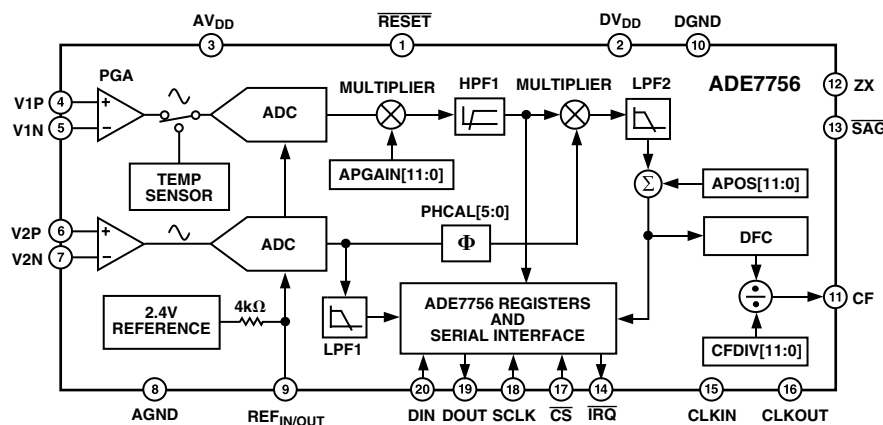 AVDD
RESET
DVDD
DGND
3
1
2
10
PGA
ADE7756
MULTIPLIER
HPF1
MULTIPLIER
LPF2
12 ZX
V1P 4
+
ADC
V1N 5
−
13 SAG
TEMP
SENSOR
APGAIN[11:0]
Σ
APOS[11:0]
PHCAL[5:0]
V2P 6
+
ADC
Φ
DFC
V2N 7
−
÷
11 CF
2.4V
REFERENCE
4kΩ
LPF1
ADE7756 REGISTERS
AND
SERIAL INTERFACE
CFDIV[11:0]
8
9
20
19
18
17
14
15
16
AGND
REFIN/OUT
DIN
DOUT
SCLK
CS
IRQ
CLKIN
CLKOUT